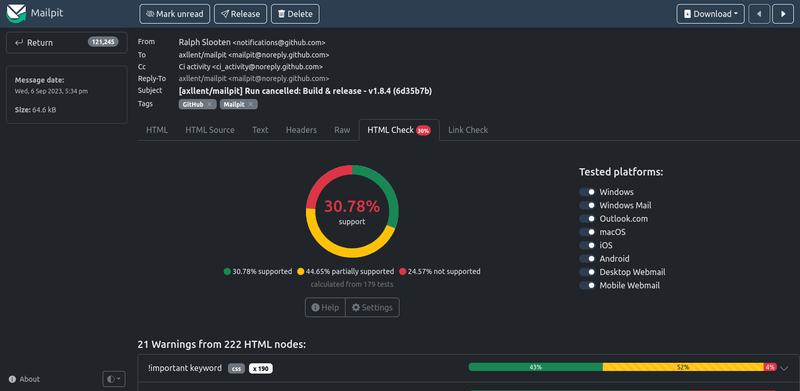 Mailpit
Mark unread
Release
Delete
Download
Return
121,245
Message date:
Wed, 6 Sep 2023, 5:34 pm
Size: 64.6 kB
From Ralph Slooten <notifications@github.com>
To axllent/mailpit <mailpit@noreply.github.com>
Cc Ci activity <ci_activity@noreply.github.com>
Reply-To axllent/mailpit <mailpit@noreply.github.com>
Subject [axllent/mailpit] Run cancelled: Build & release - v1.8.4 (6d35b7b)
Tags GitHub × Mailpit ×
HTML HTML Source Text Headers Raw HTML Check 30% Link Check
30.78%
support
30.78% supported 44.65% partially supported 24.57% not supported
calculated from 179 tests
Help Settings
Tested platforms:
Windows
Windows Mail
Outlook.com
macOS
iOS
Android
Desktop Webmail
Mobile Webmail
21 Warnings from 222 HTML nodes:
!important keyword css x 190 43% 52% 4%
About